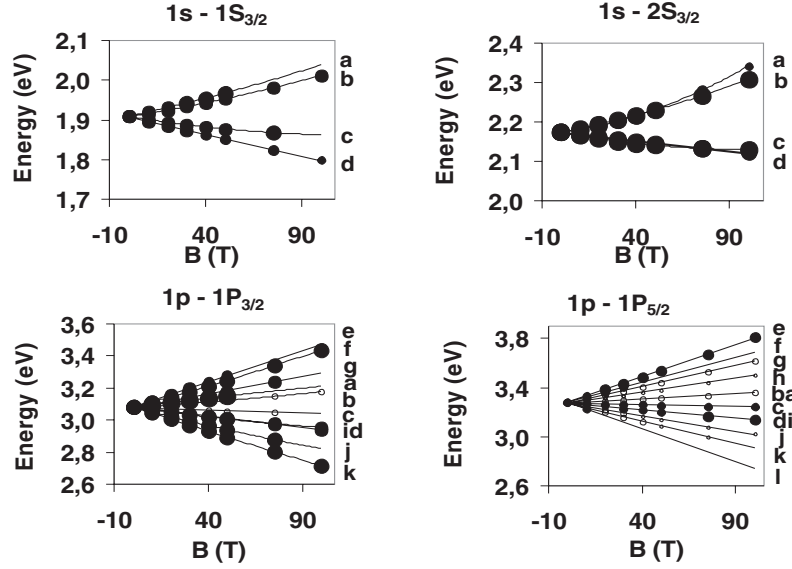 1s - 1S3/2
Energy (eV)
2,1
2,0
1,9
1,8
1,7
-10 40 90
B (T)
a
b
c
d
1s - 2S3/2
Energy (eV)
2,4
2,3
2,2
2,1
2,0
-10 40 90
B (T)
a
b
c
d
1p - 1P3/2
Energy (eV)
3,6
3,4
3,2
3,0
2,8
2,6
-10 40 90
B (T)
e
f
g
a
b
c
id
j
k
1p - 1P5/2
Energy (eV)
3,8
3,4
3,0
2,6
-10 40 90
B (T)
e
f
g
h
ba
c
di
j
k
l